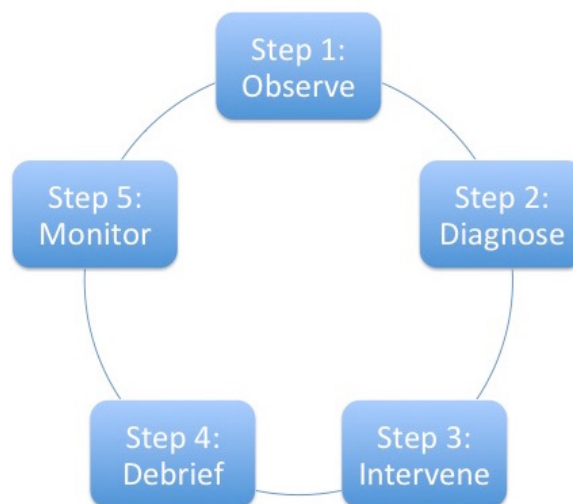 Step 1:
Observe
Step 2:
Diagnose
Step 3:
Intervene
Step 4:
Debrief
Step 5:
Monitor